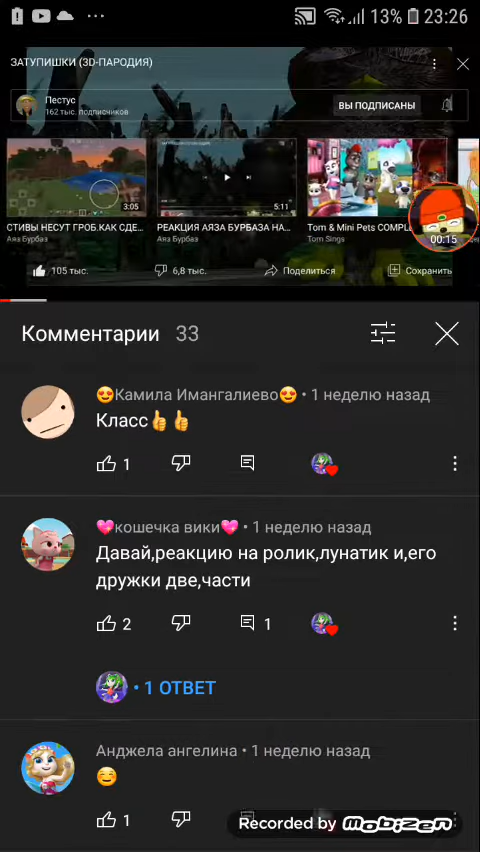 13% 23:26
ЗАТУПИШКИ (3D-ПАРОДИЯ)
Пестус
162 тыс. подписчиков
ВЫ ПОДПИСАНЫ
3:05
5:11
СТИВЫ НЕСУТ ГРОБ.КАК СДЕ...
Аяз Бурбаз
РЕАКЦИЯ АЯЗА БУРБАЗА НА...
Аяз Бурбаз
Tom & Mini Pets COMPL
Tom Sings
00:15
105 тыс.
6,8 тыс.
Поделиться
Сохранить
Комментарии 33
😍Камила Имангалиево😍 • 1 неделю назад
Класс👍👍
1
💖кошечка вики💖 • 1 неделю назад
Давай,реакцию на ролик,лунатик и,его
дружки две,части
2 1
• 1 ОТВЕТ
Анджела ангелина • 1 неделю назад
☺️
1
Recorded by mobizen